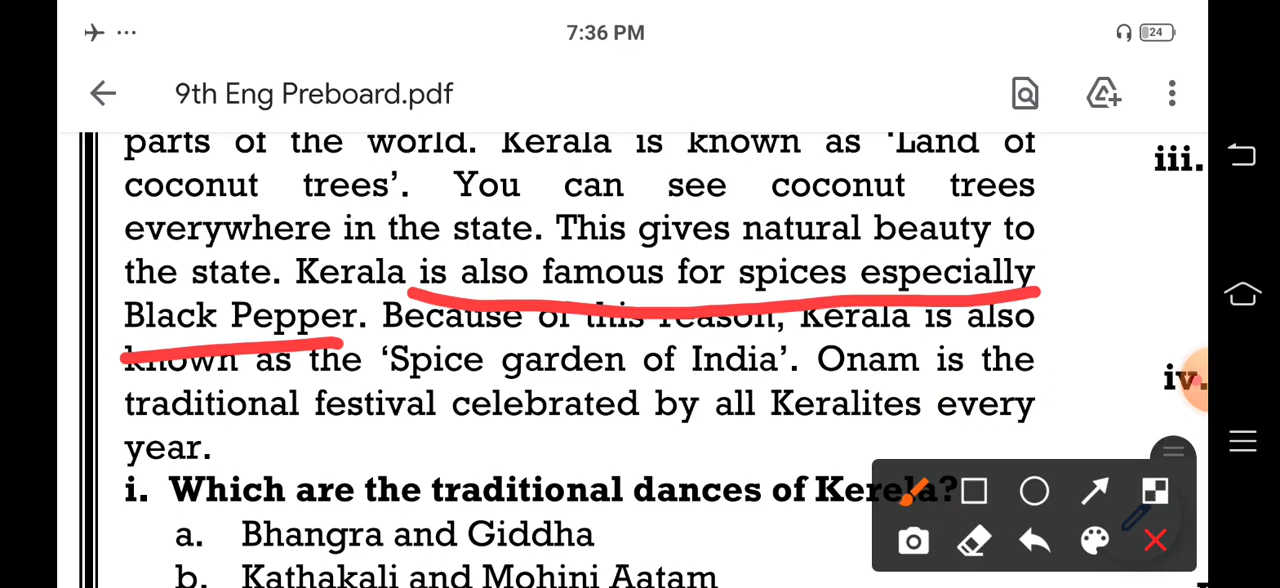 7:36 PM
24
9th Eng Preboard.pdf
parts of the world. Kerala is known as 'Land of
coconut trees'. You can see coconut trees
everywhere in the state. This gives natural beauty to
the state. Kerala is also famous for spices especially
Black Pepper. Because of this reason, Kerala is also
known as the 'Spice garden of India'. Onam is the
traditional festival celebrated by all Keralites every
year.
i. Which are the traditional dances of Kerela?
a. Bhangra and Giddha
b. Kathakali and Mohini Aatam
iii.
iv.